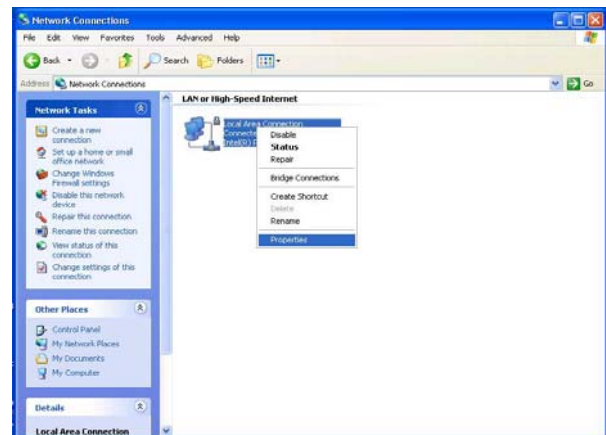 Network Connections
File Edit View Favorites Tools Advanced Help
Back Search Folders
Address Network Connections Go
Network Tasks
Create a new
connection
Set up a home or small
office network
Change Windows
Firewall settings
Disable this network
device
Repair this connection
Rename this connection
View status of this
connection
Change settings of this
connection
Other Places
Control Panel
My Network Places
My Documents
My Computer
Details
Local Area Connection
LAN or High-Speed Internet
Local Area Connection
Connecte
Intel(R)
Disable
Status
Repair
Bridge Connections
Create Shortcut
Delete
Rename
Properties